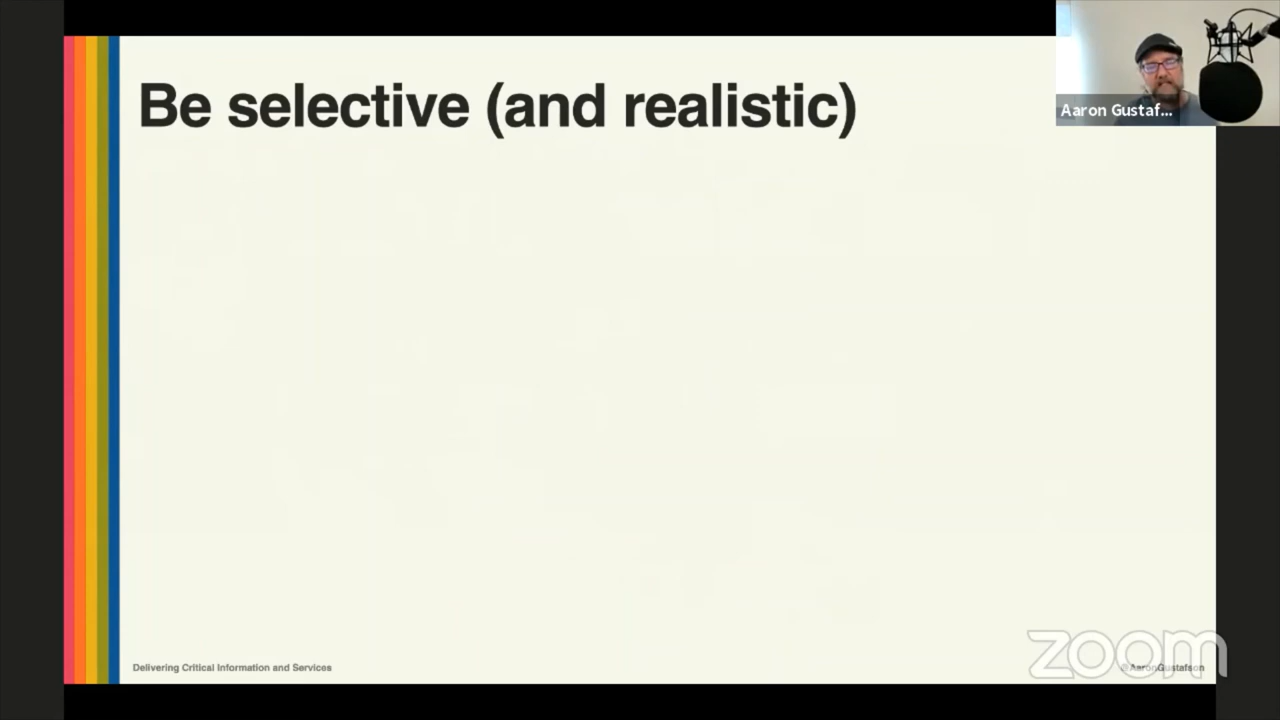 Be selective (and realistic)
Aaron Gustaf...
Delivering Critical Information and Services
@AaronGustafson
zoom